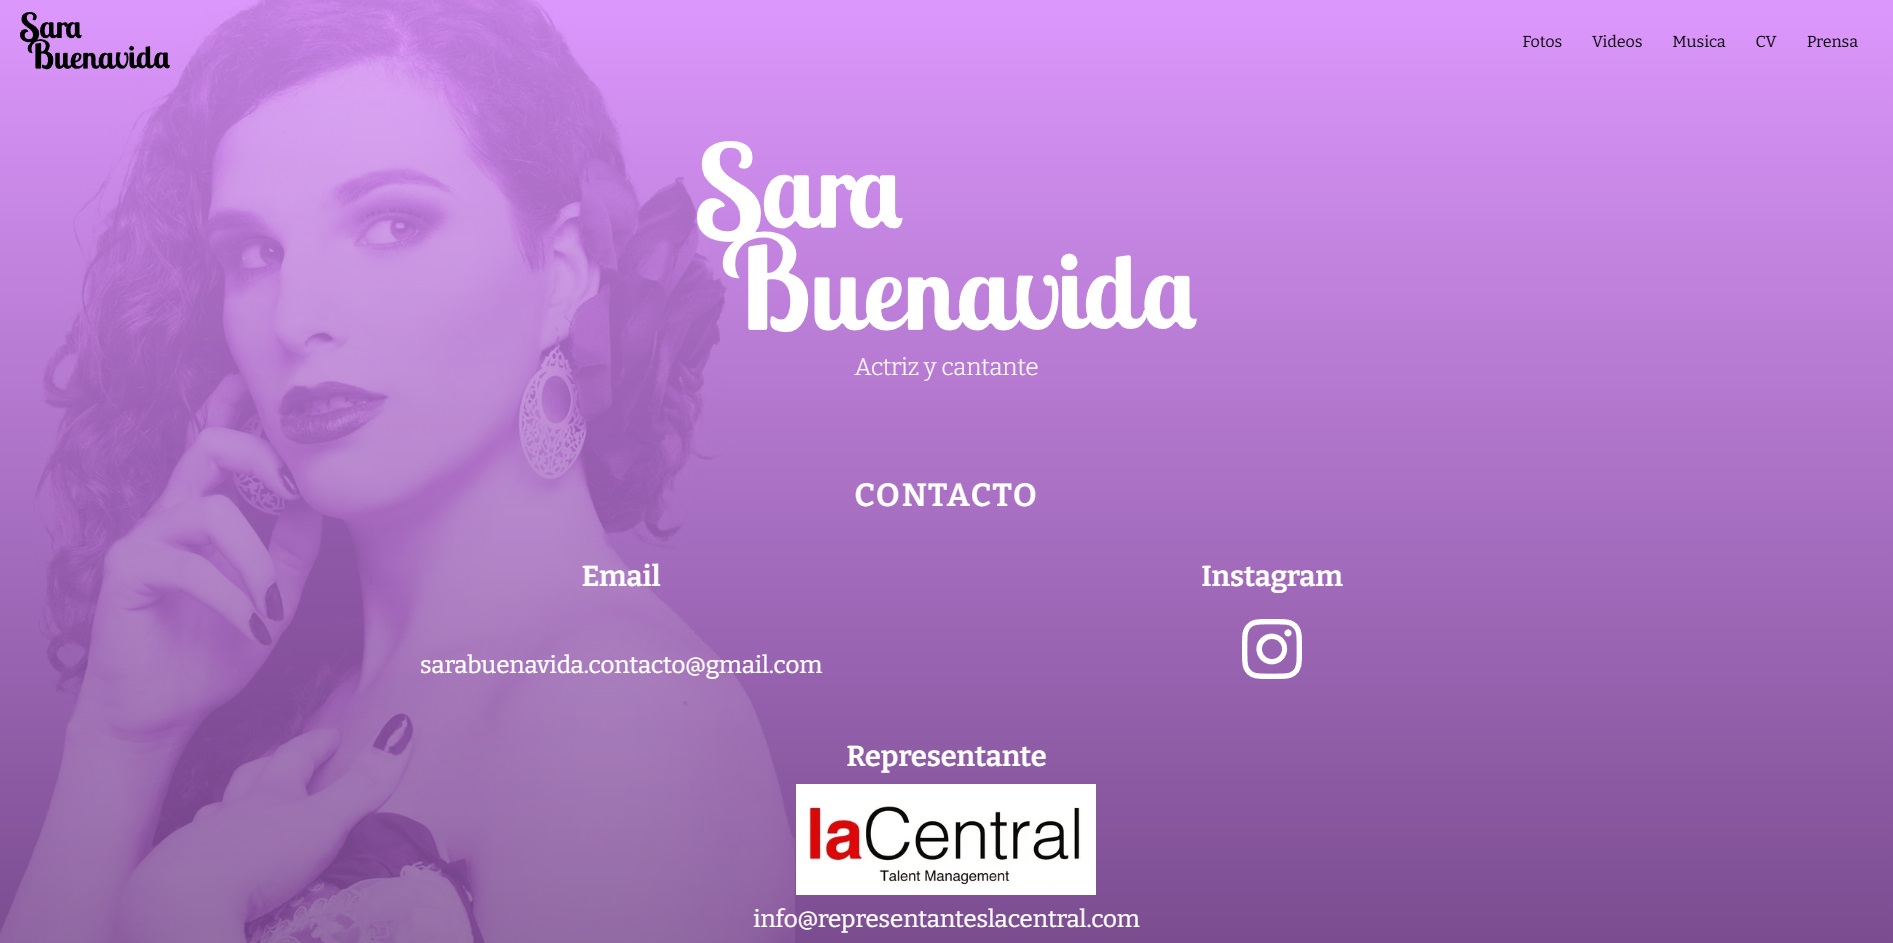 Sara
Buenavida
Fotos Videos Musica CV Prensa
Sara
Buenavida
Actriz y cantante
CONTACTO
Email
Instagram
sarabuenavida.contacto@gmail.com
Representante
laCentral
Talent Management
info@representanteslacentral.com